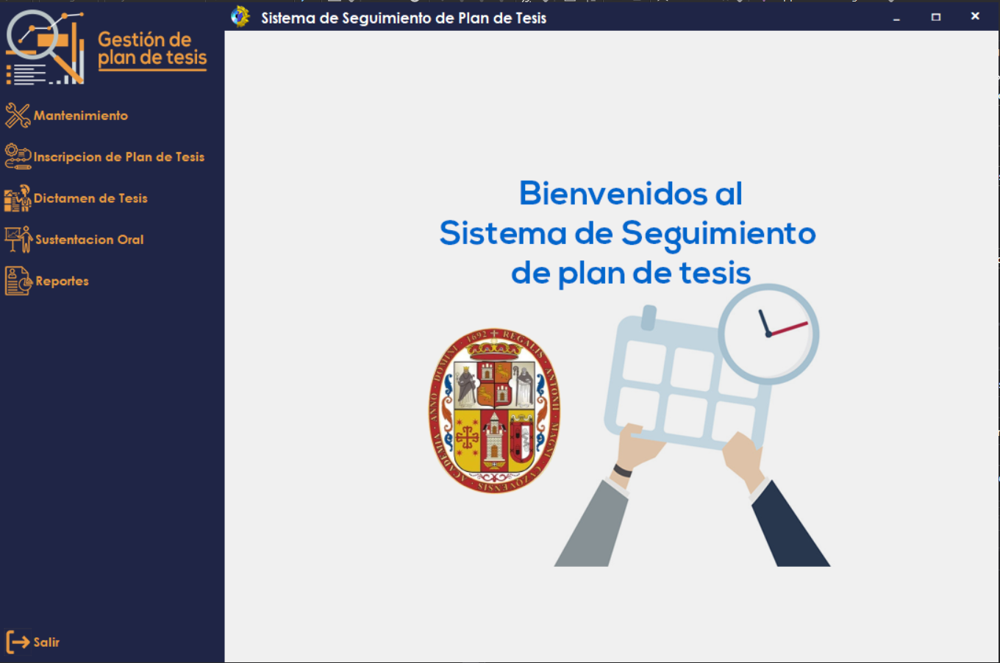 Sistema de Seguimiento de Plan de Tesis
Gestión de
plan de tesis
Mantenimiento
Inscripcion de Plan de Tesis
Dictamen de Tesis
Sustentacion Oral
Reportes
Salir
Bienvenidos al
Sistema de Seguimiento
de plan de tesis
ACADEMIA · ANNO · DOMINI · 1692 + REGALIS · ANTONII · MAGNI · CVZCVENSIS